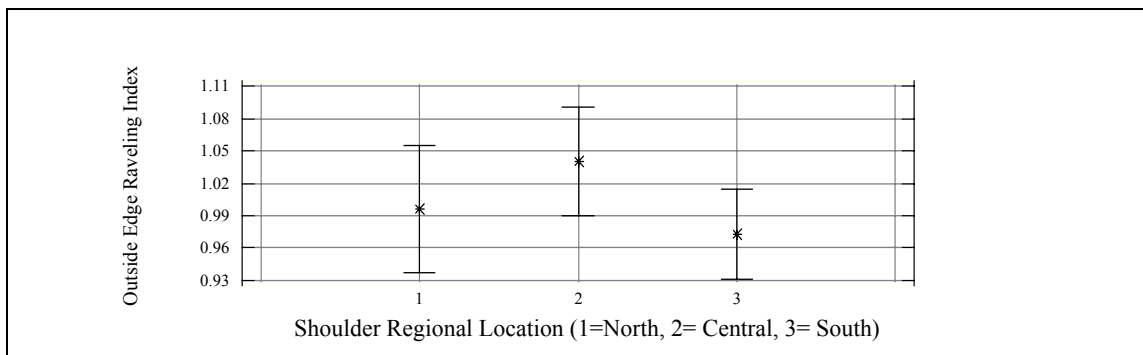 Outside Edge Raveling Index
1.11
1.08
1.05
1.02
0.99
0.96
0.93
1 2 3
Shoulder Regional Location (1=North, 2= Central, 3= South)